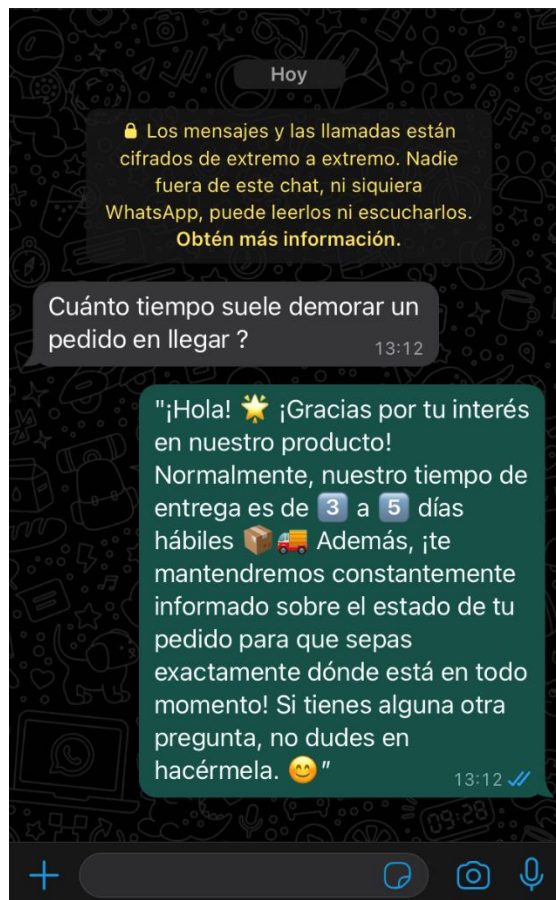 Hoy
🔒 Los mensajes y las llamadas están
cifrados de extremo a extremo. Nadie
fuera de este chat, ni siquiera
WhatsApp, puede leerlos ni escucharlos.
Obtén más información.
Cuánto tiempo suele demorar un
pedido en llegar ?
13:12
"¡Hola! 🌟 ¡Gracias por tu interés
en nuestro producto!
Normalmente, nuestro tiempo de
entrega es de 3️⃣ a 5️⃣ días
hábiles 📦🚚 Además, ¡te
mantendremos constantemente
informado sobre el estado de tu
pedido para que sepas
exactamente dónde está en todo
momento! Si tienes alguna otra
pregunta, no dudes en
hacérmela. 😊"
13:12